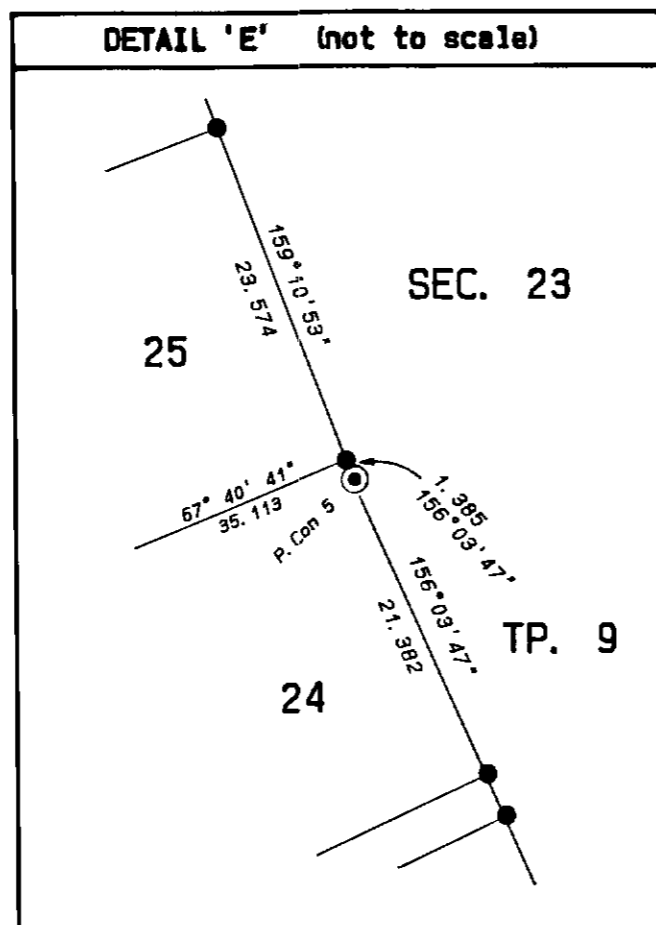 DETAIL 'E' (not to scale)
159°10'53"
23.574
SEC. 23
25
67° 40' 41"
35.113
P. Con 5
1.385
156°03'47"
156°03'47"
21.382
TP. 9
24